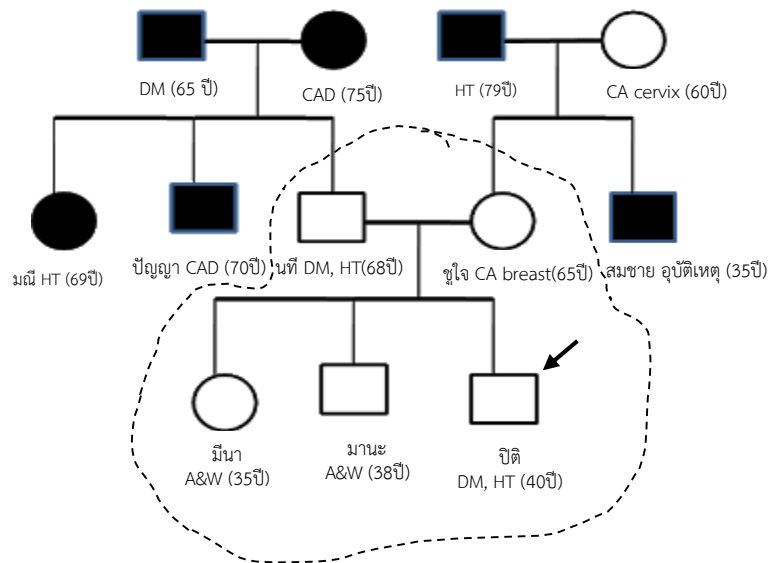 DM (65 ปี)
CAD (75ปี)
HT (79ปี)
CA cervix (60ปี)
มณี HT (69ปี)
ปัญญา CAD (70ปี)
นที DM, HT(68ปี)
ชูใจ CA breast(65ปี)
สมชาย อุบัติเหตุ (35ปี)
มีนา
A&W (35ปี)
มานะ
A&W (38ปี)
ปิติ
DM, HT (40ปี)